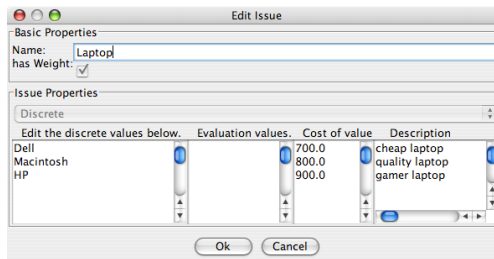 Edit Issue
Basic Properties
Name: Laptop
has Weight:
Issue Properties
Discrete
Edit the discrete values below. Evaluation values. Cost of value Description
Dell 700.0 cheap laptop
Macintosh 800.0 quality laptop
HP 900.0 gamer laptop
Ok Cancel